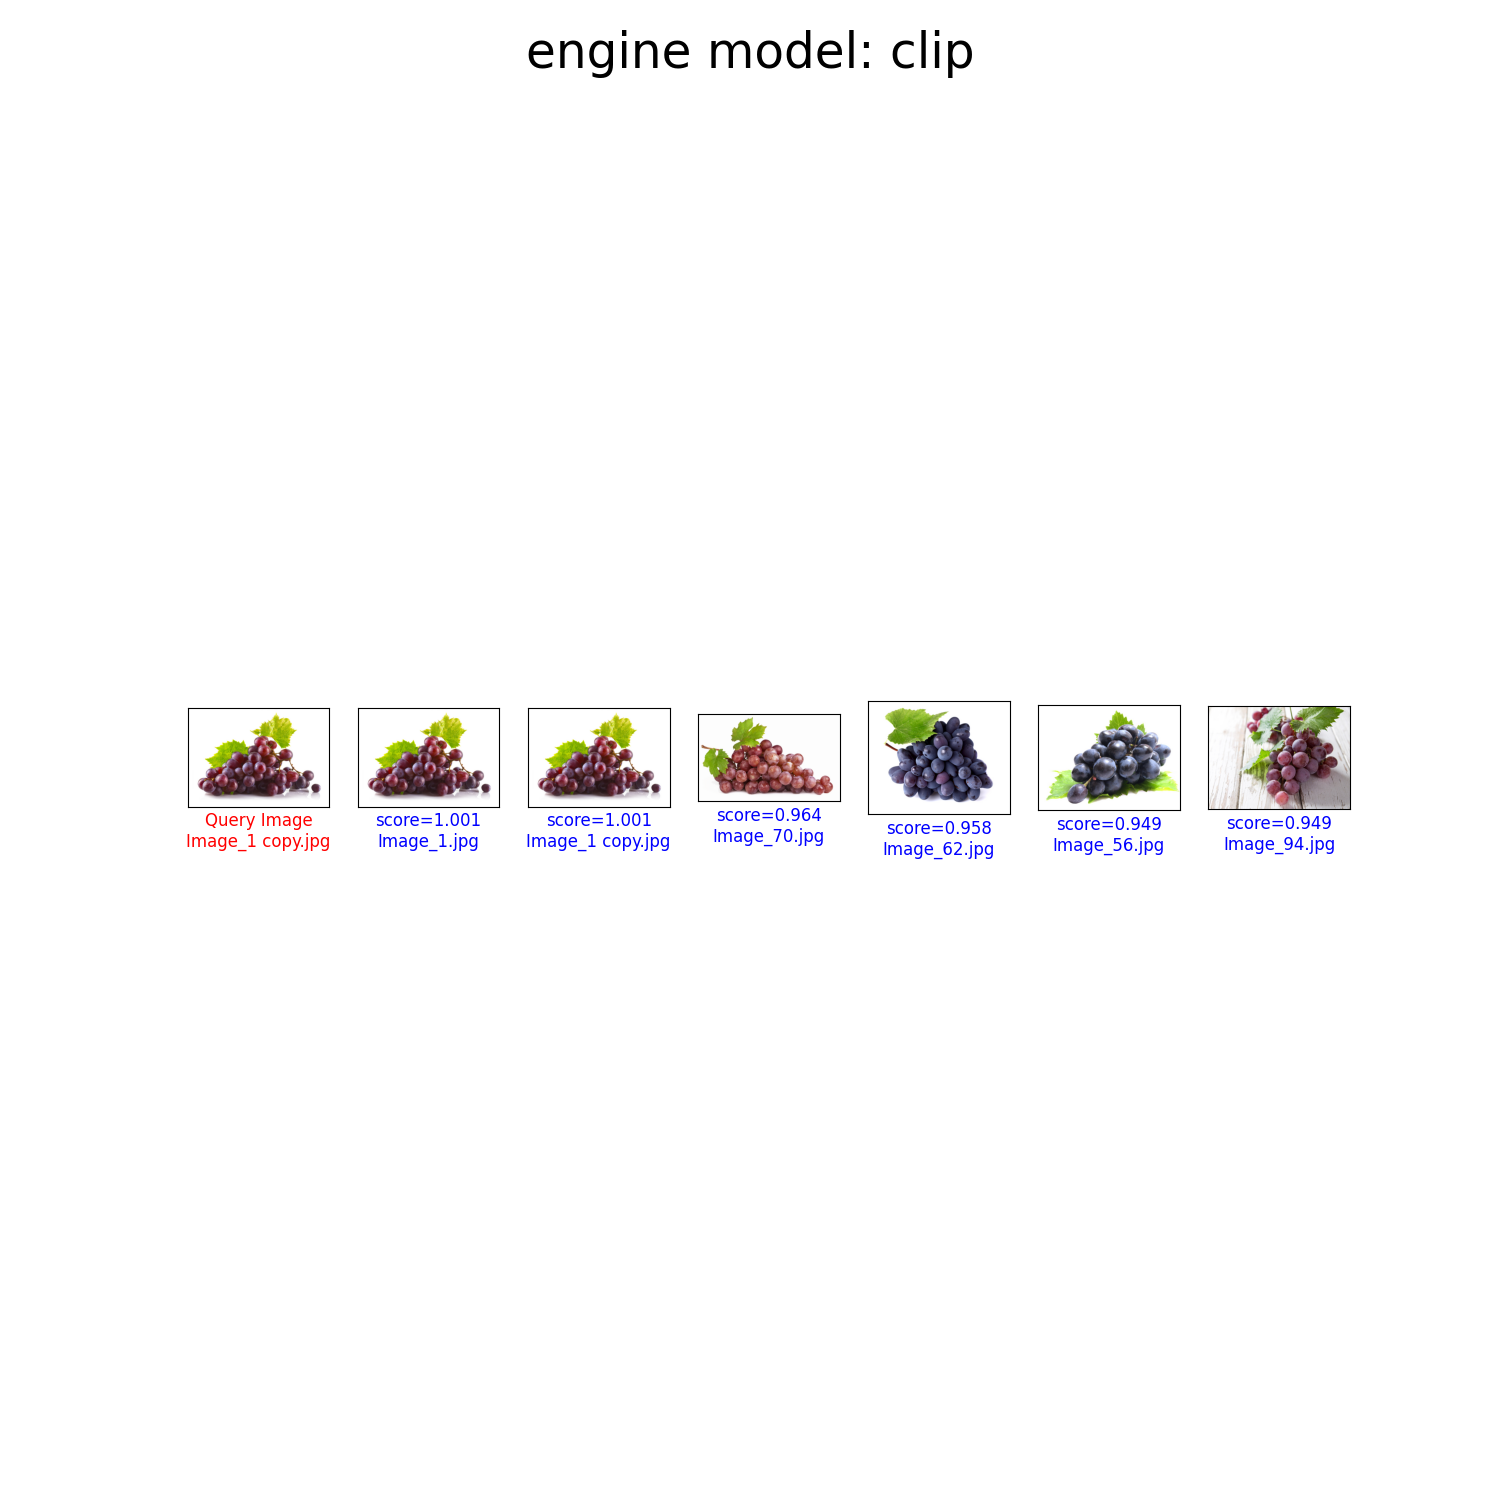 engine model: clip
Query Image
Image_1 copy.jpg
score=1.001
Image_1.jpg
score=1.001
Image_1 copy.jpg
score=0.964
Image_70.jpg
score=0.958
Image_62.jpg
score=0.949
Image_56.jpg
score=0.949
Image_94.jpg